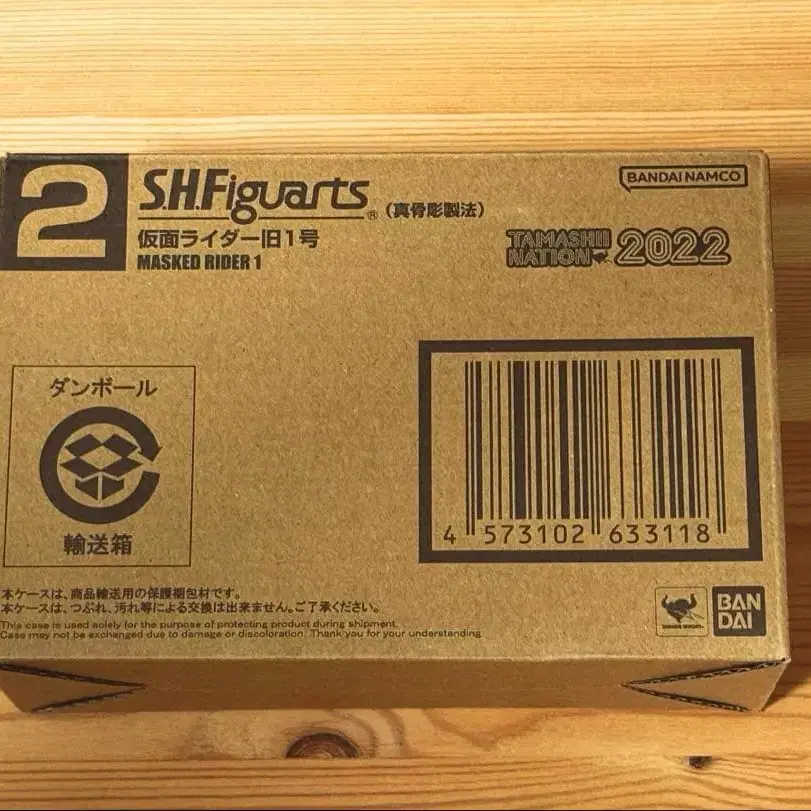 2
S.H.Figuarts® (真骨彫製法)
仮面ライダー旧1号
MASKED RIDER 1
BANDAI NAMCO
TAMASHII
NATION 2022
ダンボール
輸送箱
4 573102 633118
本ケースは、商品輸送用の保護梱包材です。
本ケースは、つぶれ、汚れ等による交換は出来ません。ご了承ください。
This case is used solely for the purpose of protecting product during shipment.
Case may not be exchanged due to damage or discoloration. Thank you for your understanding
BAN
DAI